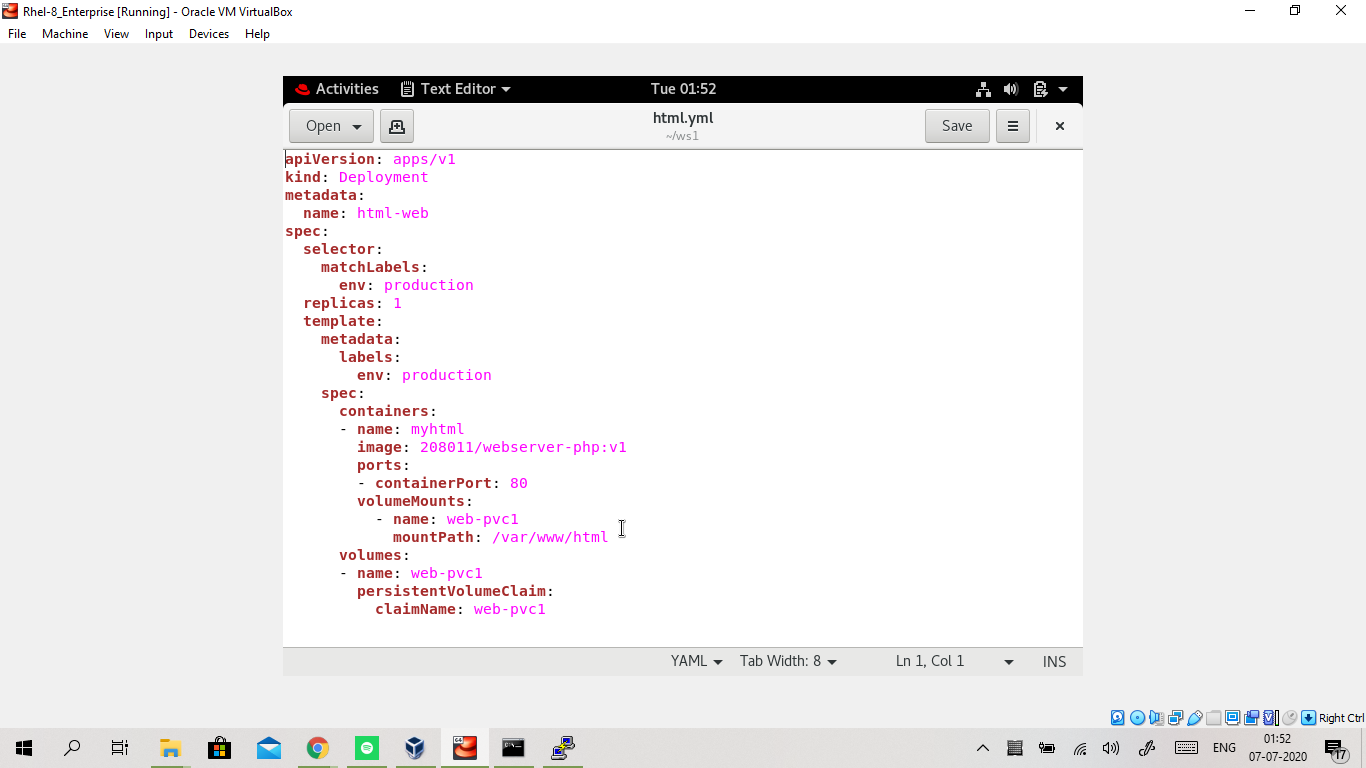 Rhel-8_Enterprise [Running] - Oracle VM VirtualBox
File Machine View Input Devices Help
Activities Text Editor Tue 01:52
Open html.yml Save
~/ws1
apiVersion: apps/v1
kind: Deployment
metadata:
  name: html-web
spec:
  selector:
    matchLabels:
      env: production
  replicas: 1
  template:
    metadata:
      labels:
        env: production
    spec:
      containers:
      - name: myhtml
        image: 208011/webserver-php:v1
        ports:
        - containerPort: 80
        volumeMounts:
          - name: web-pvc1
            mountPath: /var/www/html
      volumes:
      - name: web-pvc1
        persistentVolumeClaim:
          claimName: web-pvc1
YAML Tab Width: 8 Ln 1, Col 1 INS
Right Ctrl
ENG 01:52 17
07-07-2020